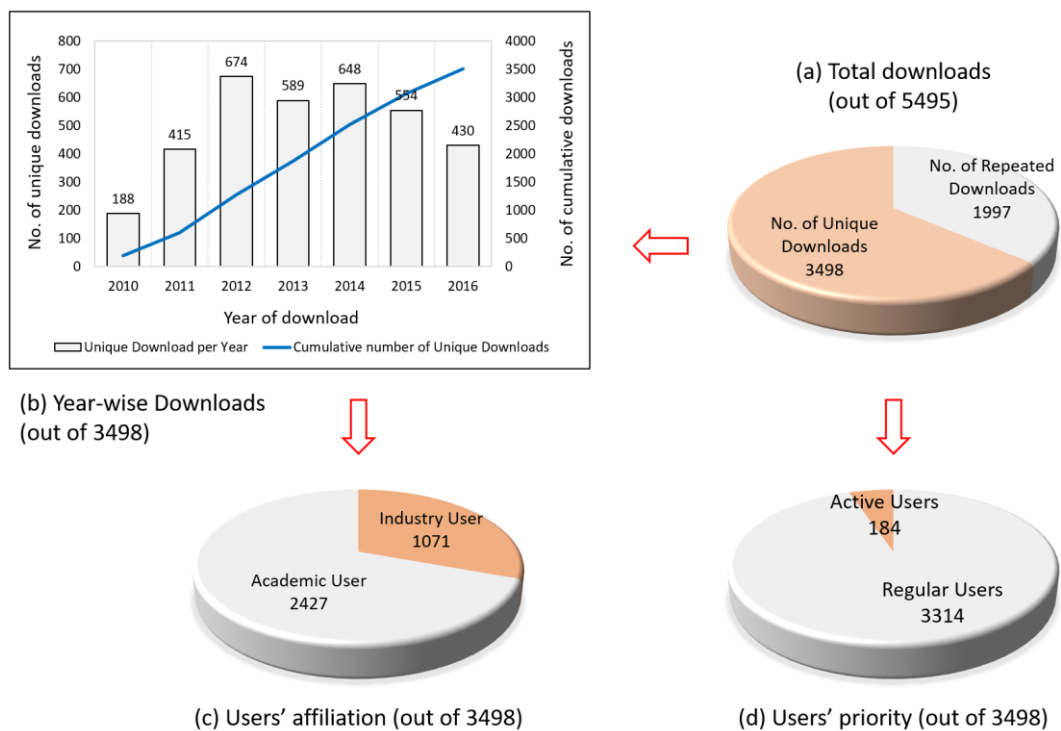 800
700
600
500
400
300
200
100
0
No. of unique downloads
188
415
674
589
648
554
430
4000
3500
3000
2500
2000
1500
1000
500
0
No. of cumulative downloads
2010 2011 2012 2013 2014 2015 2016
Year of download
Unique Download per Year Cumulative number of Unique Downloads
(a) Total downloads
(out of 5495)
No. of Repeated
Downloads
1997
No. of Unique
Downloads
3498
(b) Year-wise Downloads
(out of 3498)
Industry User
1071
Academic User
2427
(c) Users’ affiliation (out of 3498)
Active Users
184
Regular Users
3314
(d) Users’ priority (out of 3498)